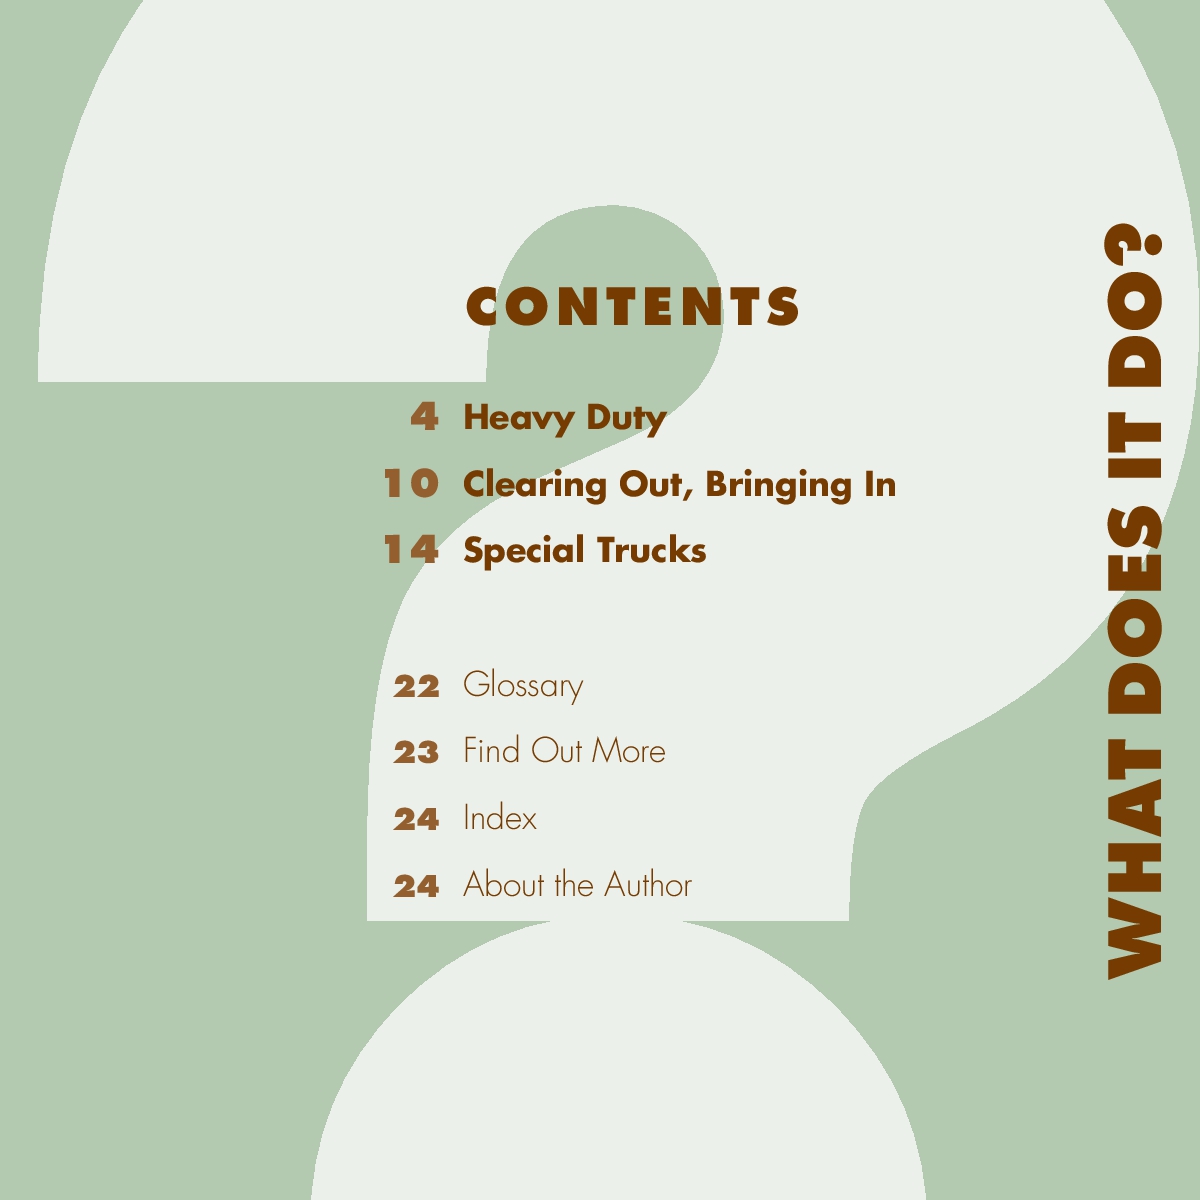 CONTENTS
4 Heavy Duty
10 Clearing Out, Bringing In
14 Special Trucks
22 Glossary
23 Find Out More
24 Index
24 About the Author
WHAT DOES IT DO?